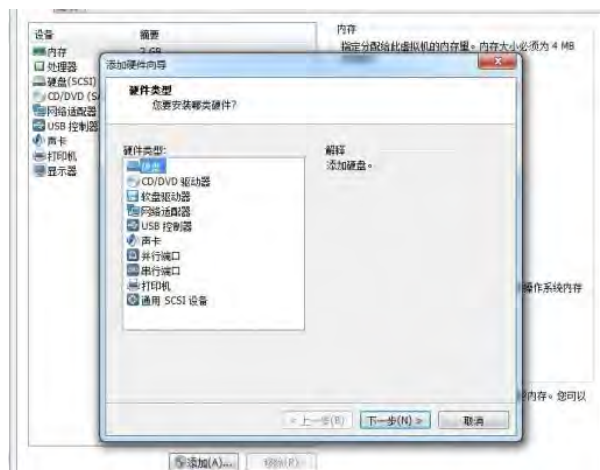 设备 摘要
内存 2 GB
处理器
硬盘(SCSI)
CD/DVD (SA
网络适配器
USB 控制器
声卡
打印机
显示器
内存
指定分配给此虚拟机的内存量。内存大小必须为 4 MB
添加硬件向导
硬件类型
您要安装哪类硬件?
硬件类型:
硬盘
CD/DVD 驱动器
软盘驱动器
网络适配器
USB 控制器
声卡
并行端口
串行端口
打印机
通用 SCSI 设备
解释
添加硬盘。
操作系统内存
内存。您可以
< 上一步(B) 下一步(N) > 取消
添加(A)... 移除(R)